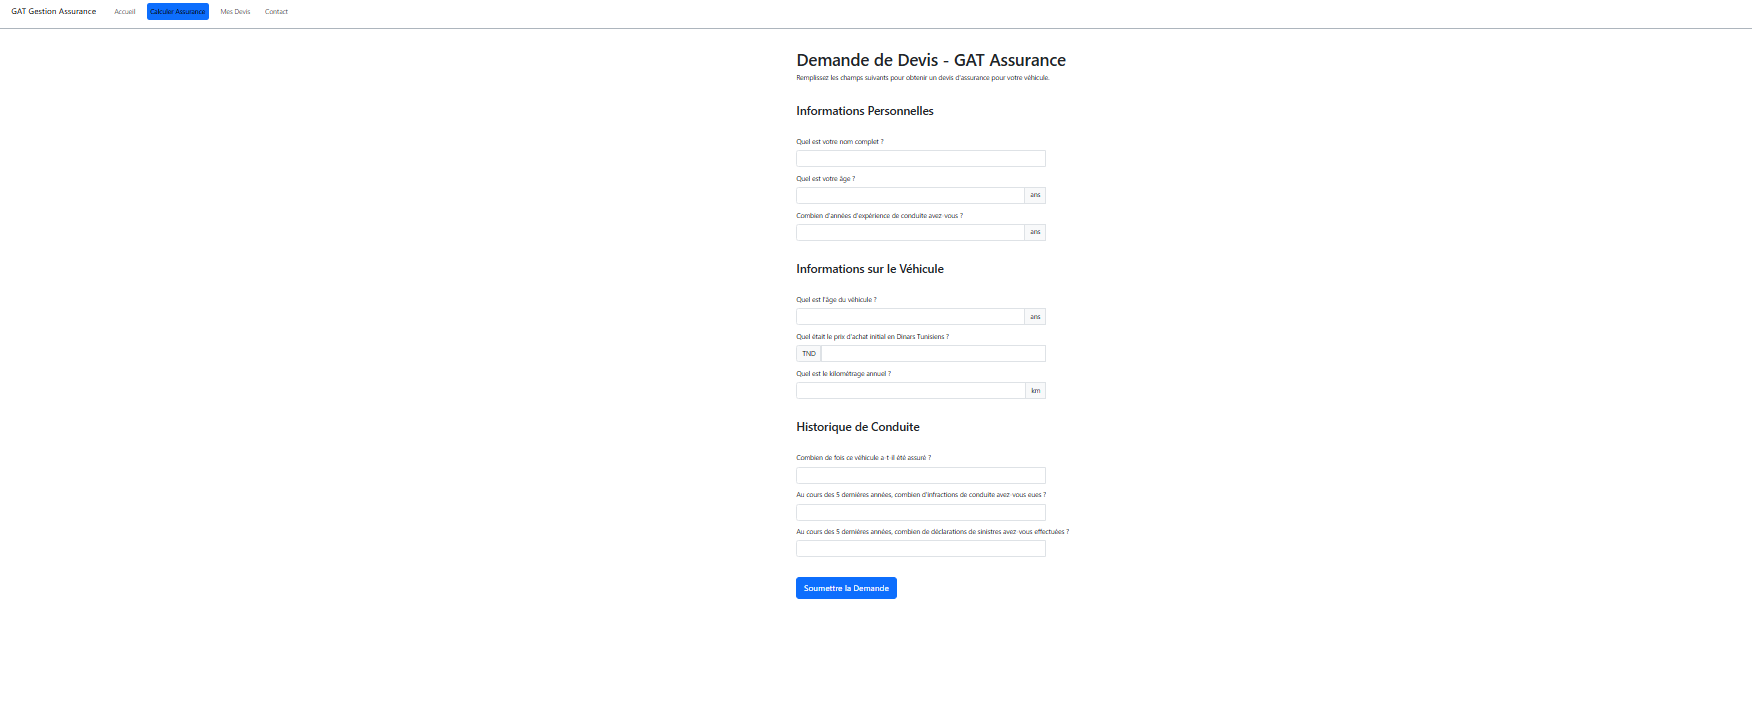 GAT Gestion Assurance Accueil Calculer Assurance Mes Devis Contact
Demande de Devis - GAT Assurance
Remplissez les champs suivants pour obtenir un devis d'assurance pour votre véhicule.
Informations Personnelles
Quel est votre nom complet ?
Quel est votre âge ?
ans
Combien d'années d'expérience de conduite avez-vous ?
ans
Informations sur le Véhicule
Quel est l'âge du véhicule ?
ans
Quel était le prix d'achat initial en Dinars Tunisiens ?
TND
Quel est le kilométrage annuel ?
km
Historique de Conduite
Combien de fois ce véhicule a-t-il été assuré ?
Au cours des 5 dernières années, combien d'infractions de conduite avez-vous eues ?
Au cours des 5 dernières années, combien de déclarations de sinistres avez-vous effectuées ?
Soumettre la Demande